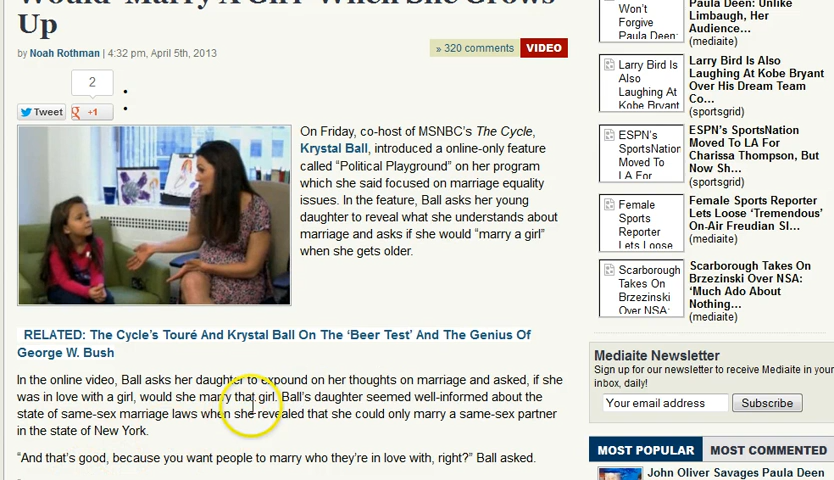 Would 'Marry A Girl' When She Grows
Up
by Noah Rothman | 4:32 pm, April 5th, 2013
» 320 comments
VIDEO
2
Tweet
+1
On Friday, co-host of MSNBC's The Cycle,
Krystal Ball, introduced a online-only feature
called "Political Playground" on her program
which she said focused on marriage equality
issues. In the feature, Ball asks her young
daughter to reveal what she understands about
marriage and asks if she would "marry a girl"
when she gets older.
RELATED: The Cycle's Touré And Krystal Ball On The 'Beer Test' And The Genius Of
George W. Bush
In the online video, Ball asks her daughter to expound on her thoughts on marriage and asked, if she
was in love with a girl, would she marry that girl. Ball's daughter seemed well-informed about the
state of same-sex marriage laws when she revealed that she could only marry a same-sex partner
in the state of New York.
"And that's good, because you want people to marry who they're in love with, right?" Ball asked.
Won't
Forgive
Paula Deen:
Paula Deen: Unlike
Limbaugh, Her
Audience...
(mediaite)
Larry Bird Is
Also
Laughing At
Kobe Bryant
Larry Bird Is Also
Laughing At Kobe Bryant
Over His Dream Team
Co...
(sportsgrid)
ESPN's
SportsNation
Moved To
LA For
ESPN's SportsNation
Moved To LA For
Charissa Thompson, But
Now Sh...
(sportsgrid)
Female
Sports
Reporter
Lets Loose
Female Sports Reporter
Lets Loose 'Tremendous'
On-Air Freudian Sl...
(mediaite)
Scarborough
Takes On
Brzezinski
Over NSA:
Scarborough Takes On
Brzezinski Over NSA:
'Much Ado About
Nothing...
(mediaite)
Mediaite Newsletter
Sign up for our newsletter to receive Mediaite in your
inbox, daily!
Your email address
Subscribe
MOST POPULAR
MOST COMMENTED
John Oliver Savages Paula Deen